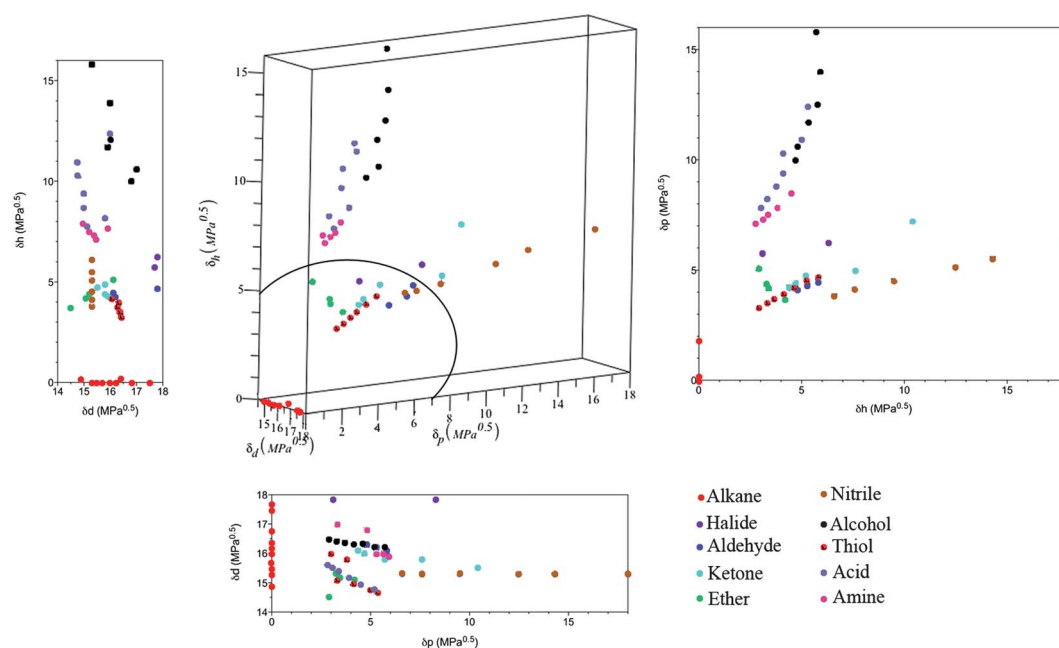 δh (MPa0.5)
15
10
5
0
14 15 16 17 18
δd (MPa0.5)
δh(MPa0.5)
15
10
5
0
15 16 17 18
δd(MPa0.5)
2 4 6 8 10 12 14 16 18
δp(MPa0.5)
δp (MPa0.5)
15
10
5
0
0 5 10 15
δh (MPa0.5)
δd (MPa0.5)
18
17
16
15
14
0 5 10 15
δp (MPa0.5)
Alkane
Halide
Aldehyde
Ketone
Ether
Nitrile
Alcohol
Thiol
Acid
Amine